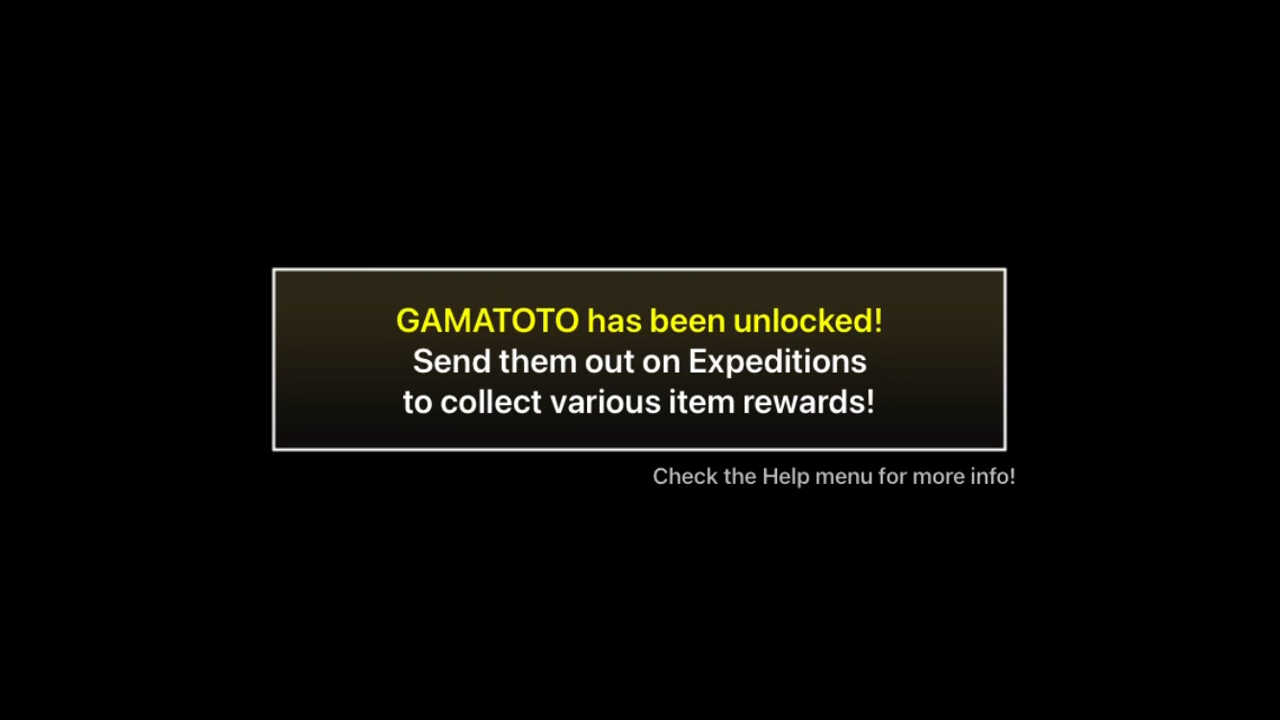 GAMATOTO has been unlocked!
Send them out on Expeditions
to collect various item rewards!
Check the Help menu for more info!